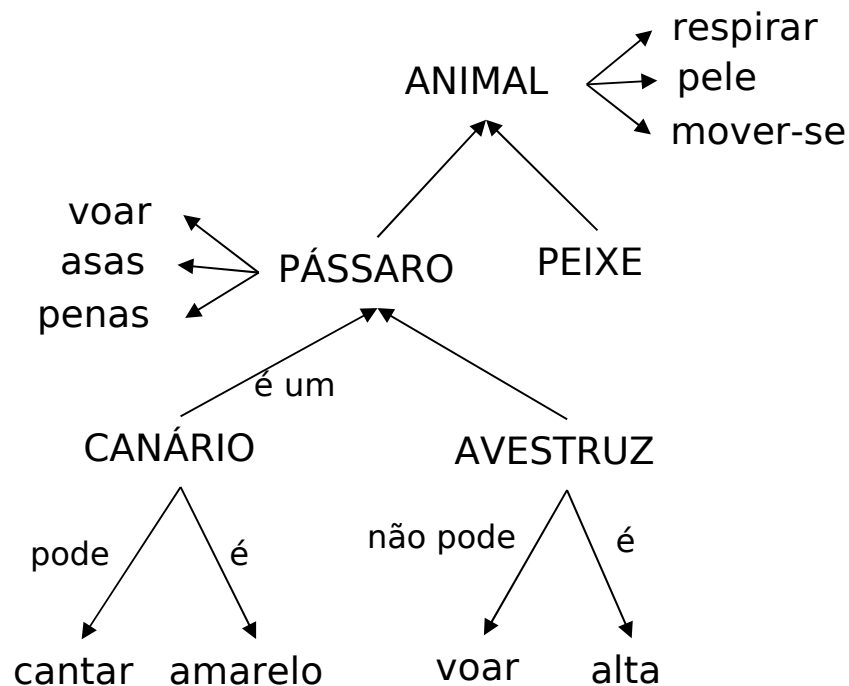 respirar
ANIMAL
pele
mover-se
voar
asas
penas
PÁSSARO
PEIXE
é um
CANÁRIO
AVESTRUZ
pode
é
não pode
é
cantar
amarelo
voar
alta